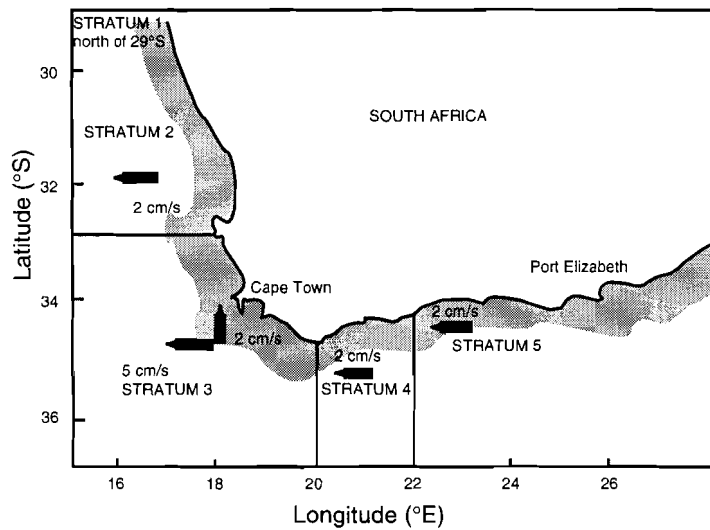 STRATUM 1
north of 29°S
30
SOUTH AFRICA
STRATUM 2
32
2 cm/s
Latitude (°S)
Cape Town
Port Elizabeth
34
2 cm/s
2 cm/s
STRATUM 5
2 cm/s
5 cm/s
STRATUM 3
STRATUM 4
36
16 18 20 22 24 26
Longitude (°E)